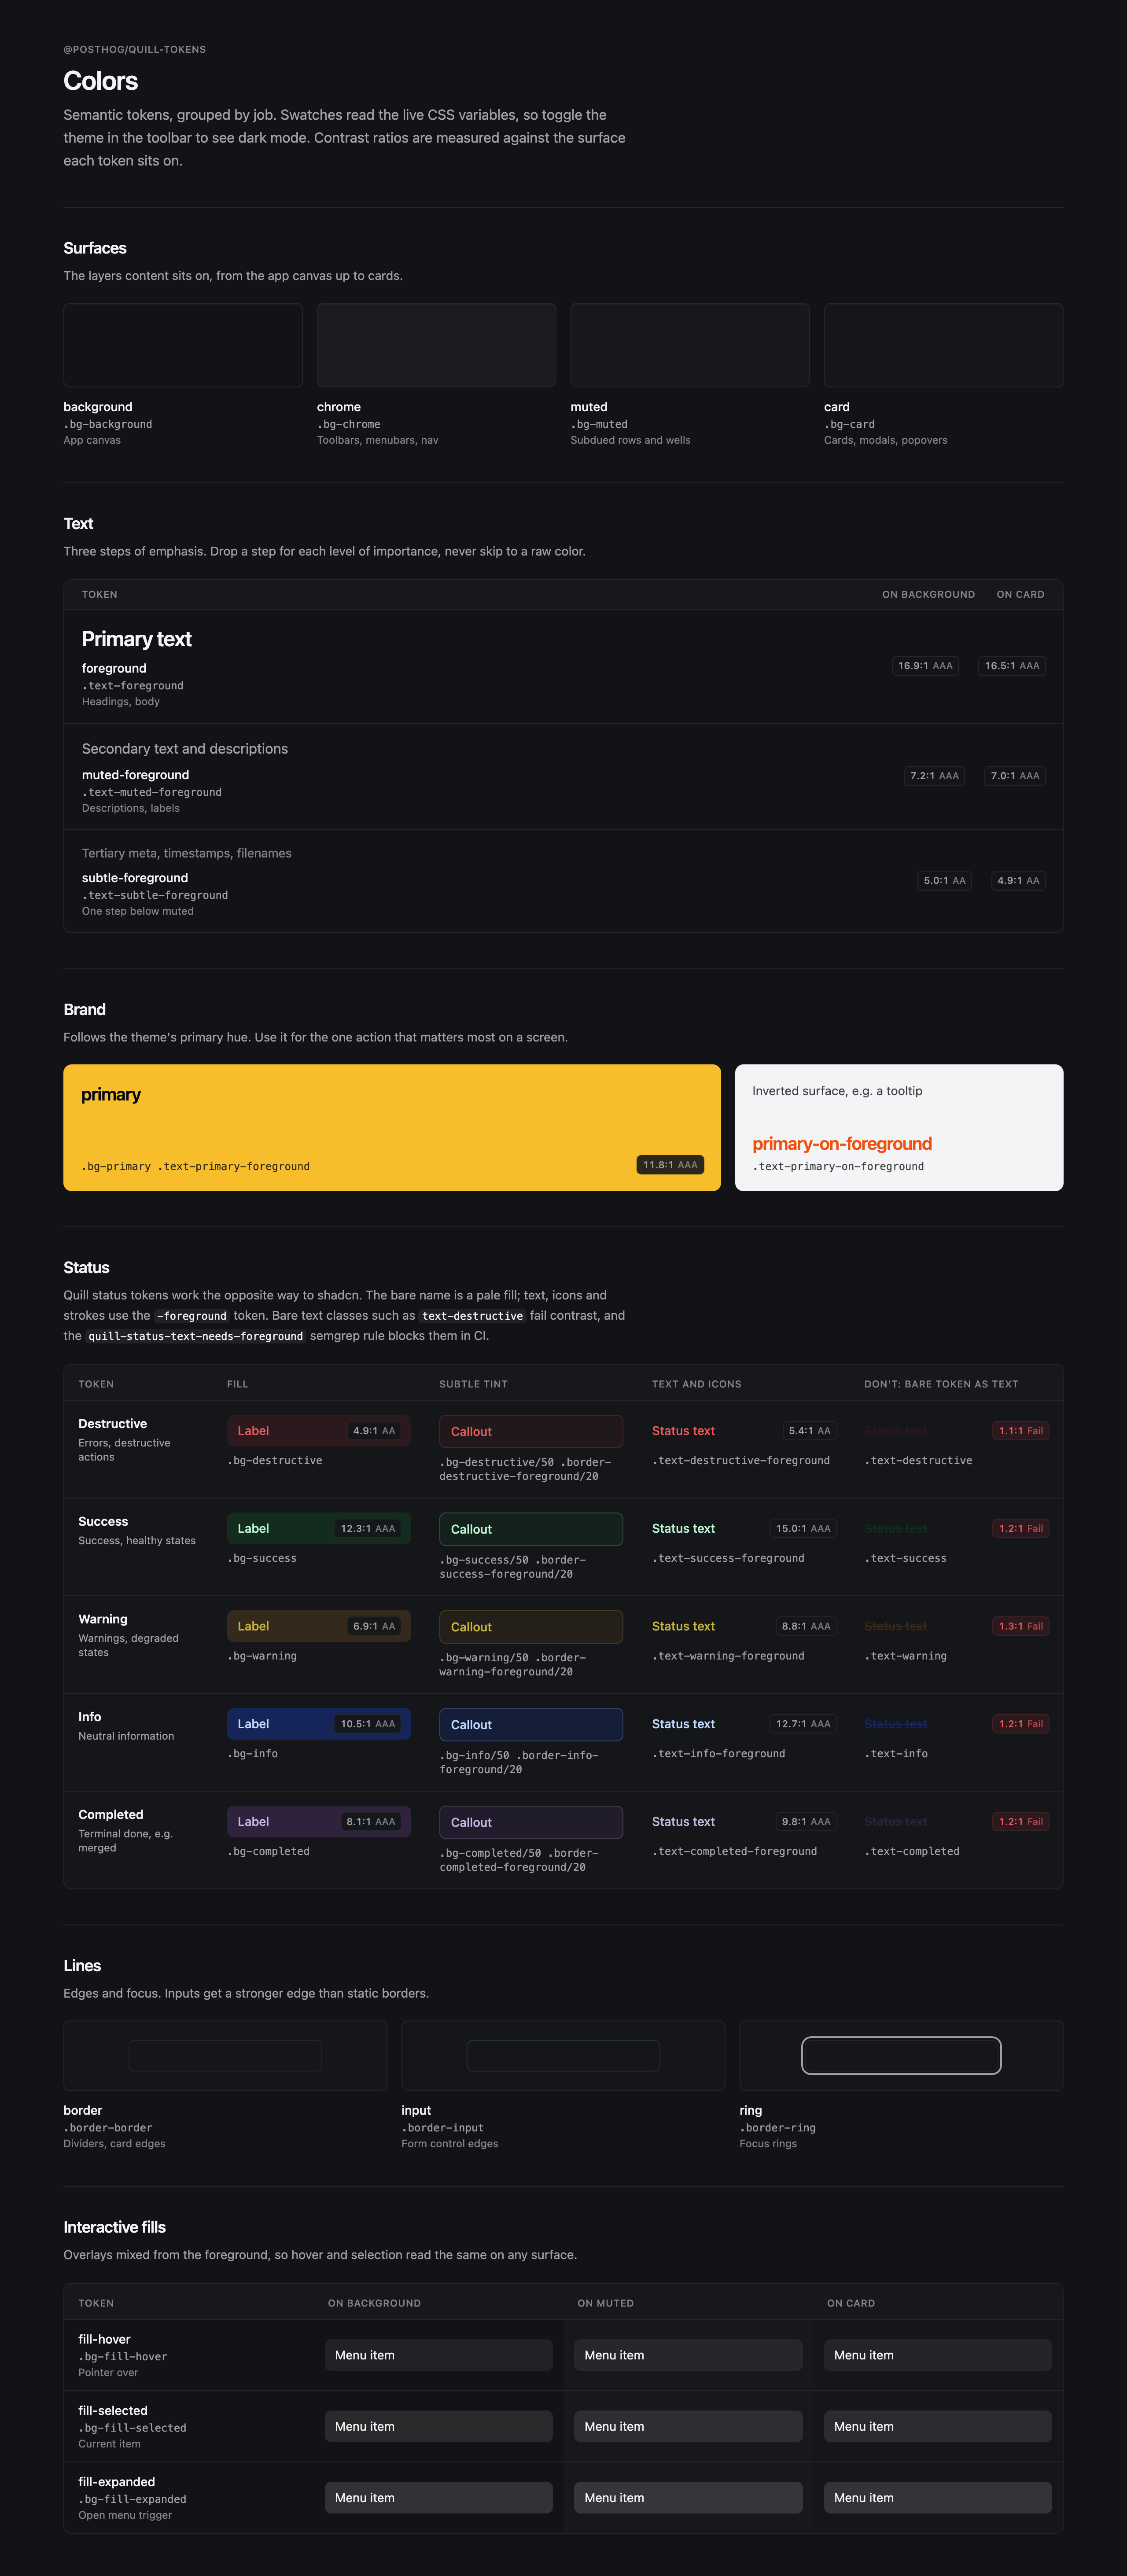 @POSTHOG/QUILL-TOKENS
Colors
Semantic tokens, grouped by job. Swatches read the live CSS variables, so toggle the
theme in the toolbar to see dark mode. Contrast ratios are measured against the surface
each token sits on.
Surfaces
The layers content sits on, from the app canvas up to cards.
background
.bg-background
App canvas
chrome
.bg-chrome
Toolbars, menubars, nav
muted
.bg-muted
Subdued rows and wells
card
.bg-card
Cards, modals, popovers
Text
Three steps of emphasis. Drop a step for each level of importance, never skip to a raw color.
TOKEN ON BACKGROUND ON CARD
Primary text
foreground
.text-foreground
Headings, body
16.9:1 AAA 16.5:1 AAA
Secondary text and descriptions
muted-foreground
.text-muted-foreground
Descriptions, labels
7.2:1 AAA 7.0:1 AAA
Tertiary meta, timestamps, filenames
subtle-foreground
.text-subtle-foreground
One step below muted
5.0:1 AA 4.9:1 AA
Brand
Follows the theme's primary hue. Use it for the one action that matters most on a screen.
primary
.bg-primary .text-primary-foreground
11.8:1 AAA
Inverted surface, e.g. a tooltip
primary-on-foreground
.text-primary-on-foreground
Status
Quill status tokens work the opposite way to shadcn. The bare name is a pale fill; text, icons and
strokes use the -foreground token. Bare text classes such as text-destructive fail contrast, and
the quill-status-text-needs-foreground semgrep rule blocks them in CI.
TOKEN FILL SUBTLE TINT TEXT AND ICONS DON'T: BARE TOKEN AS TEXT
Destructive
Errors, destructive
actions
Label 4.9:1 AA
.bg-destructive
Callout
.bg-destructive/50 .border-
destructive-foreground/20
Status text 5.4:1 AA
.text-destructive-foreground
Status text 1.1:1 Fail
.text-destructive
Success
Success, healthy states
Label 12.3:1 AAA
.bg-success
Callout
.bg-success/50 .border-
success-foreground/20
Status text 15.0:1 AAA
.text-success-foreground
Status text 1.2:1 Fail
.text-success
Warning
Warnings, degraded
states
Label 6.9:1 AA
.bg-warning
Callout
.bg-warning/50 .border-
warning-foreground/20
Status text 8.8:1 AAA
.text-warning-foreground
Status text 1.3:1 Fail
.text-warning
Info
Neutral information
Label 10.5:1 AAA
.bg-info
Callout
.bg-info/50 .border-info-
foreground/20
Status text 12.7:1 AAA
.text-info-foreground
Status text 1.2:1 Fail
.text-info
Completed
Terminal done, e.g.
merged
Label 8.1:1 AAA
.bg-completed
Callout
.bg-completed/50 .border-
completed-foreground/20
Status text 9.8:1 AAA
.text-completed-foreground
Status text 1.2:1 Fail
.text-completed
Lines
Edges and focus. Inputs get a stronger edge than static borders.
border
.border-border
Dividers, card edges
input
.border-input
Form control edges
ring
.border-ring
Focus rings
Interactive fills
Overlays mixed from the foreground, so hover and selection read the same on any surface.
TOKEN ON BACKGROUND ON MUTED ON CARD
fill-hover
.bg-fill-hover
Pointer over
Menu item Menu item Menu item
fill-selected
.bg-fill-selected
Current item
Menu item Menu item Menu item
fill-expanded
.bg-fill-expanded
Open menu trigger
Menu item Menu item Menu item